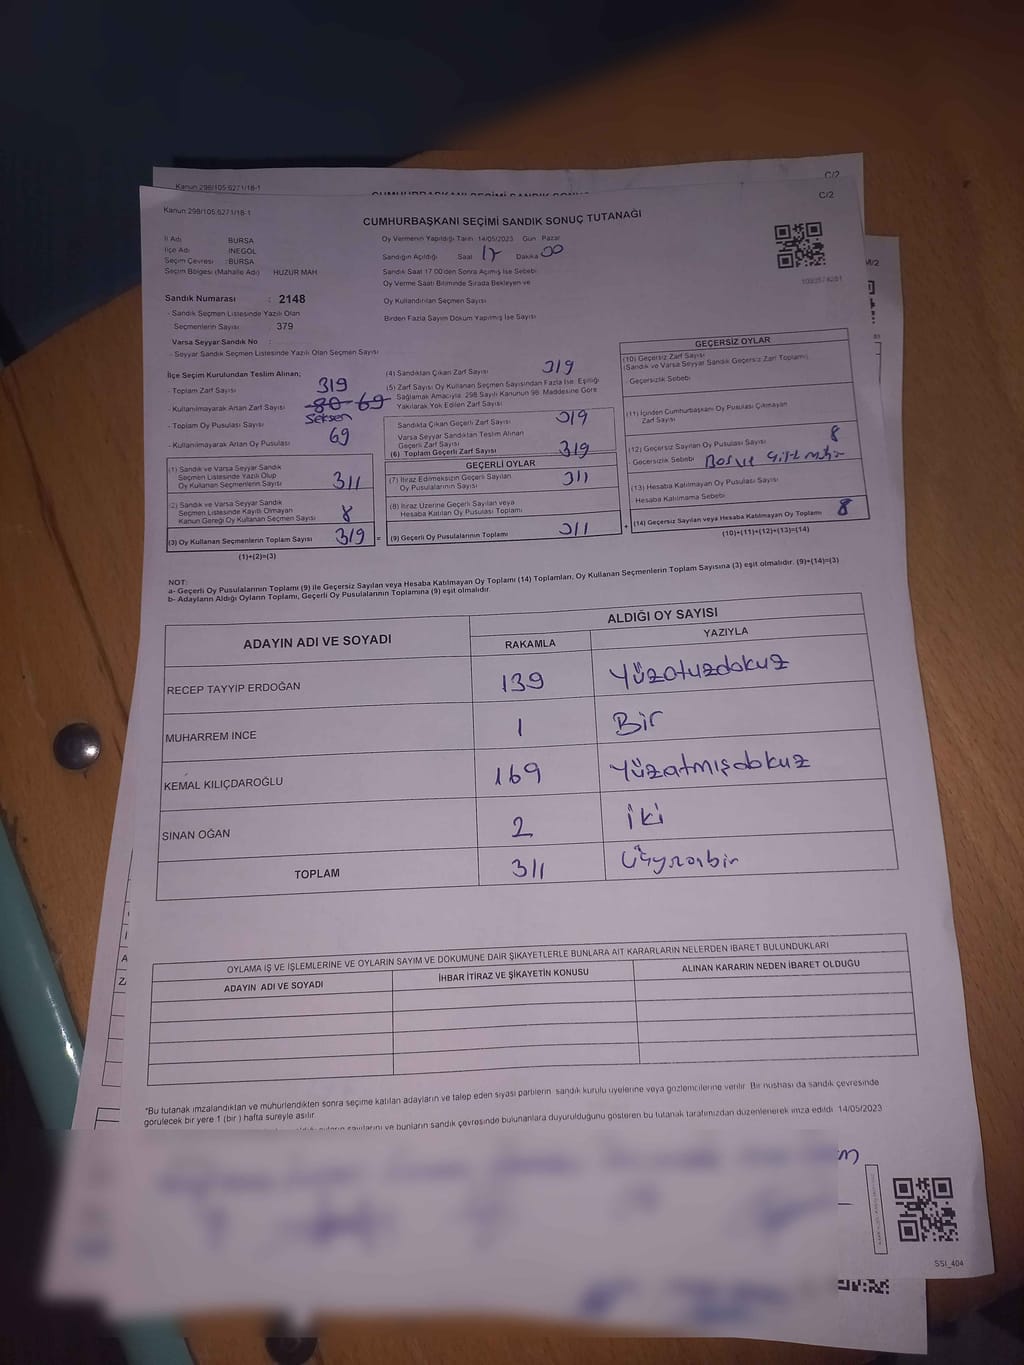 Kanun 298/105.6271/18-1
C/2
Kanun 298/105.6271/18-1
C/2
CUMHURBAŞKANI SEÇİMİ SANDIK SONUÇ TUTANAĞI
İl Adı : BURSA
İlçe Adı : İNEGÖL
Seçim Çevresi : BURSA
Seçim Bölgesi (Mahalle Adı) HUZUR MAH
Sandık Numarası : 2148
- Sandık Seçmen Listesinde Yazılı Olan
Seçmenlerin Sayısı : 379
Varsa Seyyar Sandık No :
- Seyyar Sandık Seçmen Listesinde Yazılı Olan Seçmen Sayısı
Oy Vermenin Yapıldığı Tarih 14/05/2023 Gün Pazar
Sandığın Açıldığı Saat 17 Dakika 00
Sandık Saat 17.00'den Sonra Açılmış İse Sebebi
Oy Verme Saati Bitiminde Sırada Bekleyen ve
Oy Kullandırılan Seçmen Sayısı
Birden Fazla Sayım Döküm Yapılmış İse Sayısı
İlçe Seçim Kurulundan Teslim Alınan;
- Toplam Zarf Sayısı 319
- Kullanılmayarak Artan Zarf Sayısı 80 69
- Toplam Oy Pusulası Sayısı seksen
- Kullanılmayarak Artan Oy Pusulası 69
(1) Sandık ve Varsa Seyyar Sandık
Seçmen Listesinde Yazılı Olup
Oy Kullanan Seçmenlerin Sayısı 311
(2) Sandık ve Varsa Seyyar Sandık
Seçmen Listesinde Kayıtlı Olmayan
Kanun Gereği Oy Kullanan Seçmen Sayısı 8
(3) Oy Kullanan Seçmenlerin Toplam Sayısı 319 =
(1)+(2)=(3)
(4) Sandıktan Çıkan Zarf Sayısı 319
(5) Zarf Sayısı Oy Kullanan Seçmen Sayısından Fazla İse, Eşitliği
Sağlamak Amacıyla, 298 Sayılı Kanunun 98. Maddesine Göre
Yakılarak Yok Edilen Zarf Sayısı
Sandıkta Çıkan Geçerli Zarf Sayısı 319
Varsa Seyyar Sandıktan Teslim Alınan
Geçerli Zarf Sayısı
(6) Toplam Geçerli Zarf Sayısı 319
GEÇERLİ OYLAR
(7) İtiraz Edilmeksizin Geçerli Sayılan
Oy Pusulalarının Sayısı 311
(8) İtiraz Üzerine Geçerli Sayılan veya
Hesaba Katılan Oy Pusulası Toplamı
(9) Geçerli Oy Pusulalarının Toplamı 311 +
GEÇERSİZ OYLAR
(10) Geçersiz Zarf Sayısı
(Sandık ve Varsa Seyyar Sandık Geçersiz Zarf Toplamı)
- Geçersizlik Sebebi
(11) İçinden Cumhurbaşkanı Oy Pusulası Çıkmayan
Zarf Sayısı
(12) Geçersiz Sayılan Oy Pusulası Sayısı 8
Geçersizlik Sebebi Boş ve
(13) Hesaba Katılmayan Oy Pusulası Sayısı
Hesaba Katılmama Sebebi
(14) Geçersiz Sayılan veya Hesaba Katılmayan Oy Toplamı 8
(10)+(11)+(12)+(13)=(14)
NOT:
a- Geçerli Oy Pusulalarının Toplamı (9) ile Geçersiz Sayılan veya Hesaba Katılmayan Oy Toplamı (14) Toplamları, Oy Kullanan Seçmenlerin Toplam Sayısına (3) eşit olmalıdır. (9)+(14)=(3)
b- Adayların Aldığı Oyların Toplamı, Geçerli Oy Pusulalarının Toplamına (9) eşit olmalıdır.
ADAYIN ADI VE SOYADI
ALDIĞI OY SAYISI
RAKAMLA YAZIYLA
RECEP TAYYİP ERDOĞAN 139 Yüzotuzdokuz
MUHARREM İNCE 1 Bir
KEMAL KILIÇDAROĞLU 169 Yüzatmışdokuz
SİNAN OĞAN 2 iki
TOPLAM 311 üçyüzonbir
OYLAMA İŞ VE İŞLEMLERİNE VE OYLARIN SAYIM VE DÖKÜMÜNE DAİR ŞİKAYETLERLE BUNLARA AİT KARARLARIN NELERDEN İBARET BULUNDUKLARI
ADAYIN ADI VE SOYADI İHBAR İTİRAZ VE ŞİKAYETİN KONUSU ALINAN KARARIN NEDEN İBARET OLDUĞU
*Bu tutanak imzalandıktan ve mühürlendikten sonra seçime katılan adayların ve talep eden siyasi partilerin sandık kurulu üyelerine veya gözlemcilerine verilir. Bir nüshası da sandık çevresinde
görülecek bir yere 1 (bir) hafta süreyle asılır.
sayılarını ve bunların sandık çevresinde bulunanlara duyurulduğunu gösteren bu tutanak tarafımızdan düzenlenerek imza edildi. 14/05/2023
SSİ_404